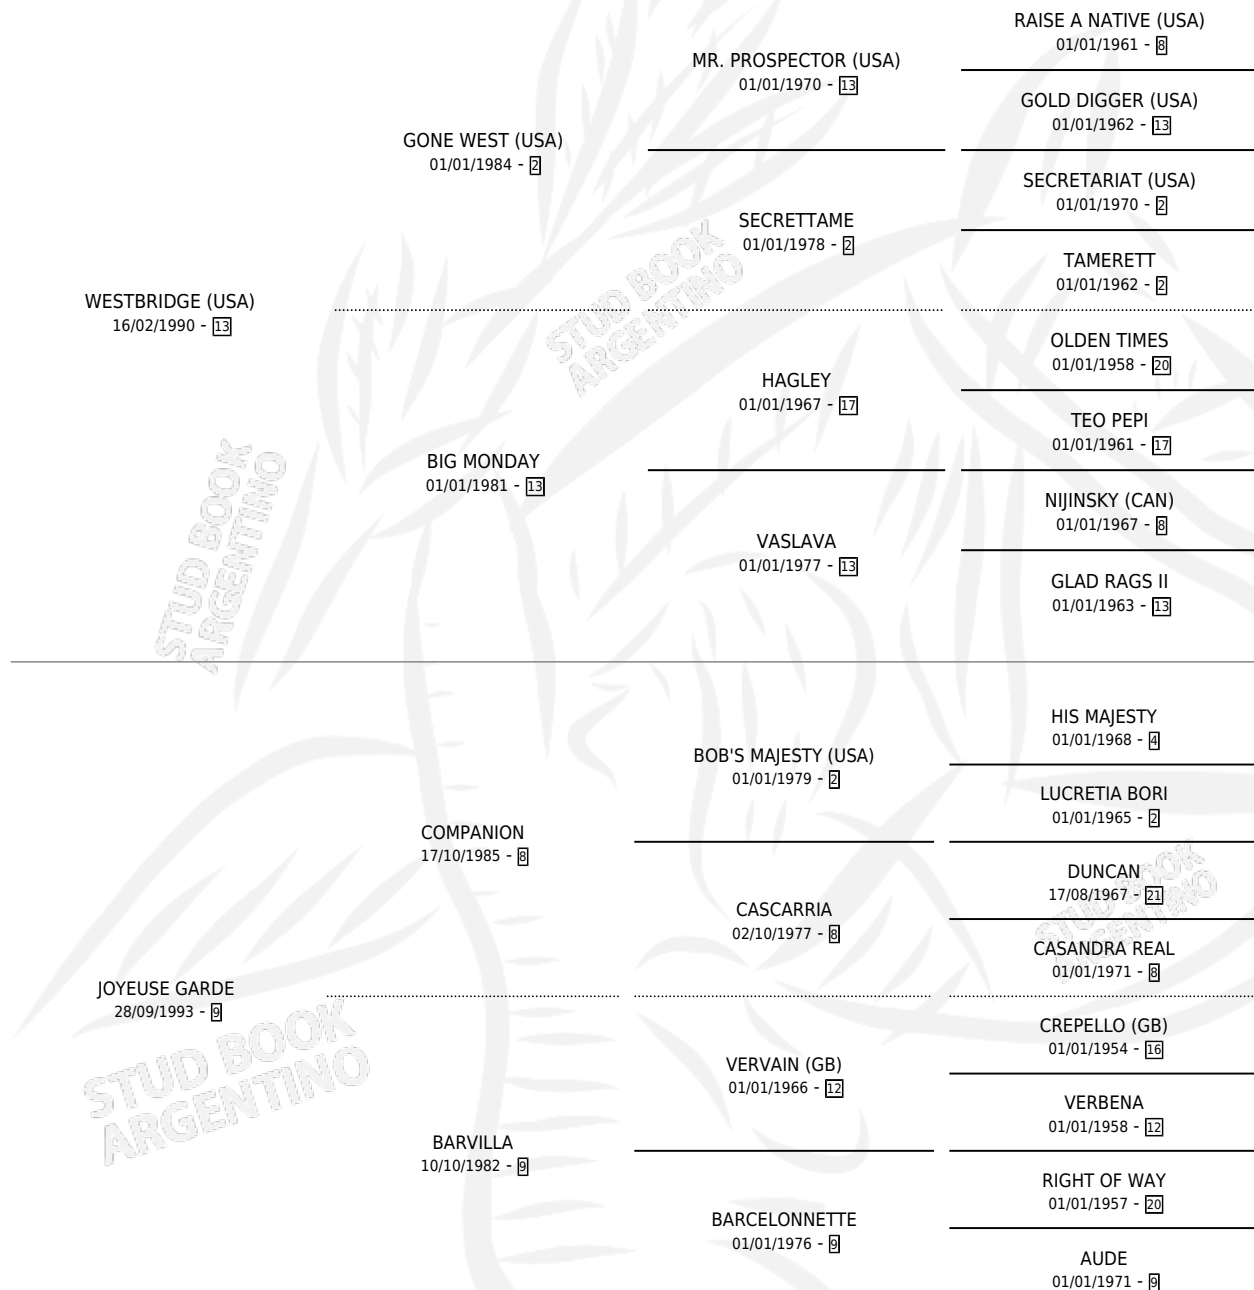 RAISE A NATIVE (USA)
01/01/1961 - 8
MR. PROSPECTOR (USA)
01/01/1970 - 13
GOLD DIGGER (USA)
01/01/1962 - 13
GONE WEST (USA)
01/01/1984 - 2
SECRETARIAT (USA)
01/01/1970 - 2
SECRETTAME
01/01/1978 - 2
TAMERETT
01/01/1962 - 2
WESTBRIDGE (USA)
16/02/1990 - 13
OLDEN TIMES
01/01/1958 - 20
HAGLEY
01/01/1967 - 17
TEO PEPI
01/01/1961 - 17
BIG MONDAY
01/01/1981 - 13
NIJINSKY (CAN)
01/01/1967 - 8
VASLAVA
01/01/1977 - 13
GLAD RAGS II
01/01/1963 - 13
HIS MAJESTY
01/01/1968 - 4
BOB'S MAJESTY (USA)
01/01/1979 - 2
LUCRETIA BORI
01/01/1965 - 2
COMPANION
17/10/1985 - 8
DUNCAN
17/08/1967 - 21
CASCARRIA
02/10/1977 - 8
CASANDRA REAL
01/01/1971 - 8
JOYEUSE GARDE
28/09/1993 - 9
CREPELLO (GB)
01/01/1954 - 16
VERVAIN (GB)
01/01/1966 - 12
VERBENA
01/01/1958 - 12
BARVILLA
10/10/1982 - 9
RIGHT OF WAY
01/01/1957 - 20
BARCELONNETTE
01/01/1976 - 9
AUDE
01/01/1971 - 9
STUD BOOK
ARGENTINO
STUD BOOK
ARGENTINO
STUD BOOK
ARGENTINO
STUD BOOK
ARGENTINO